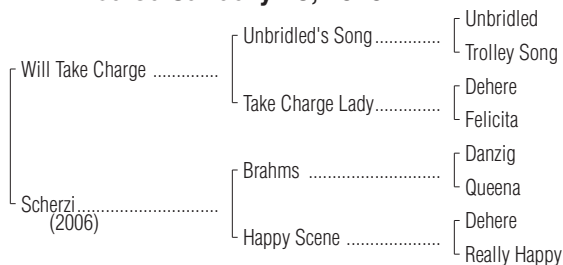 Unbridled
Unbridled's Song..............
Trolley Song
Will Take Charge ..............
Dehere
Take Charge Lady..............
Felicita
Danzig
Brahms ............................
Queena
Scherzi..............................
(2006)
Dehere
Happy Scene ....................
Really Happy